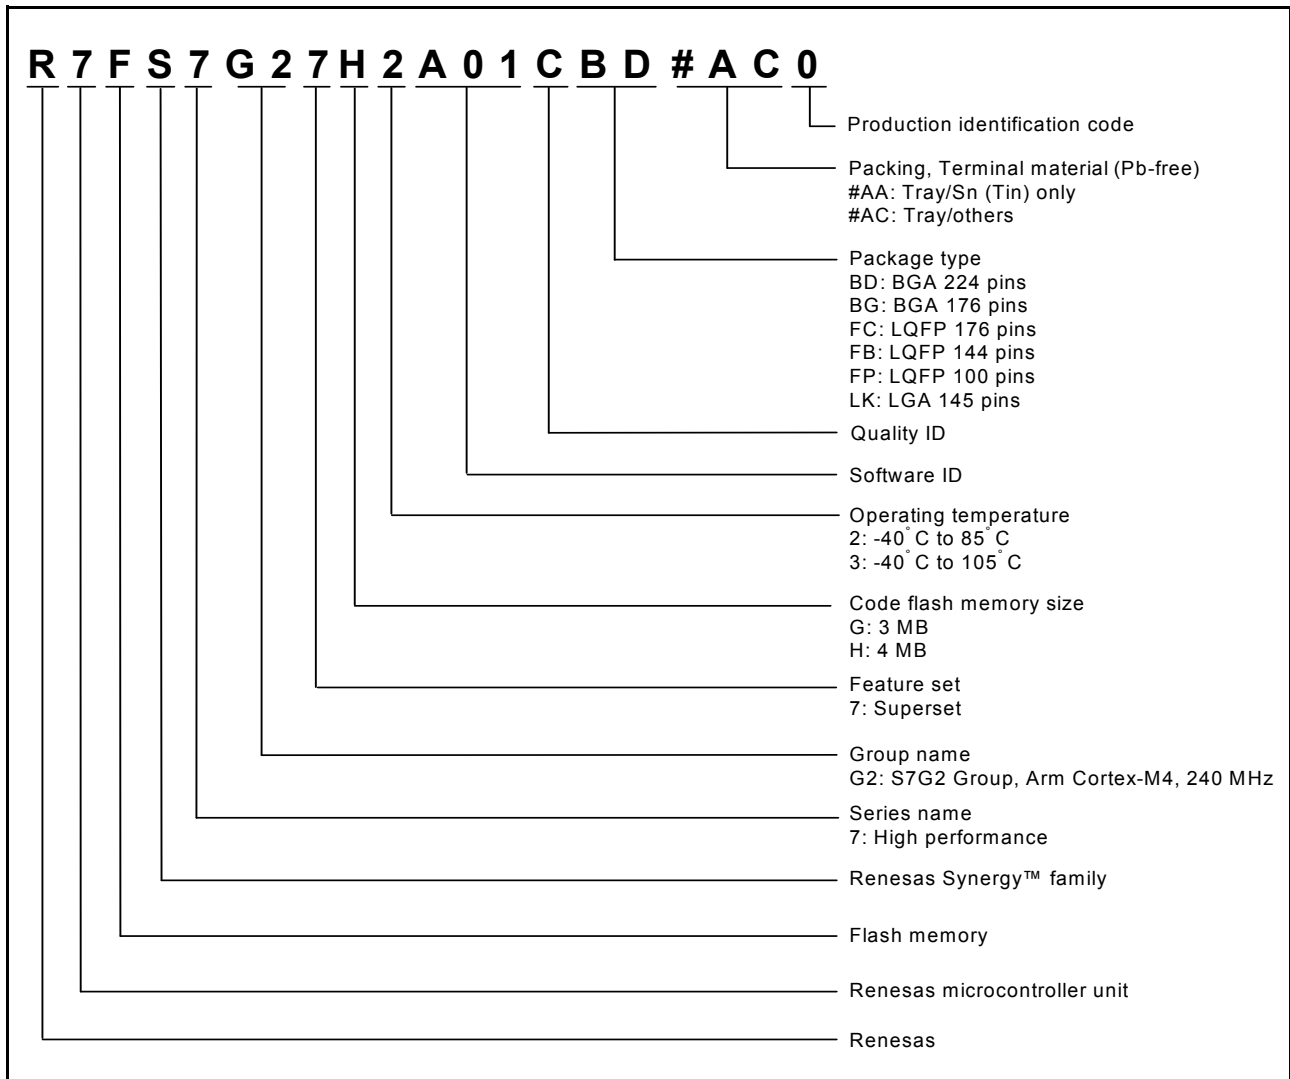 R 7 F S 7 G 2 7 H 2 A 0 1 C B D # A C 0
Production identification code
Packing, Terminal material (Pb-free)
#AA: Tray/Sn (Tin) only
#AC: Tray/others
Package type
BD: BGA 224 pins
BG: BGA 176 pins
FC: LQFP 176 pins
FB: LQFP 144 pins
FP: LQFP 100 pins
LK: LGA 145 pins
Quality ID
Software ID
Operating temperature
2: -40°C to 85°C
3: -40°C to 105°C
Code flash memory size
G: 3 MB
H: 4 MB
Feature set
7: Superset
Group name
G2: S7G2 Group, Arm Cortex-M4, 240 MHz
Series name
7: High performance
Renesas Synergy™ family
Flash memory
Renesas microcontroller unit
Renesas